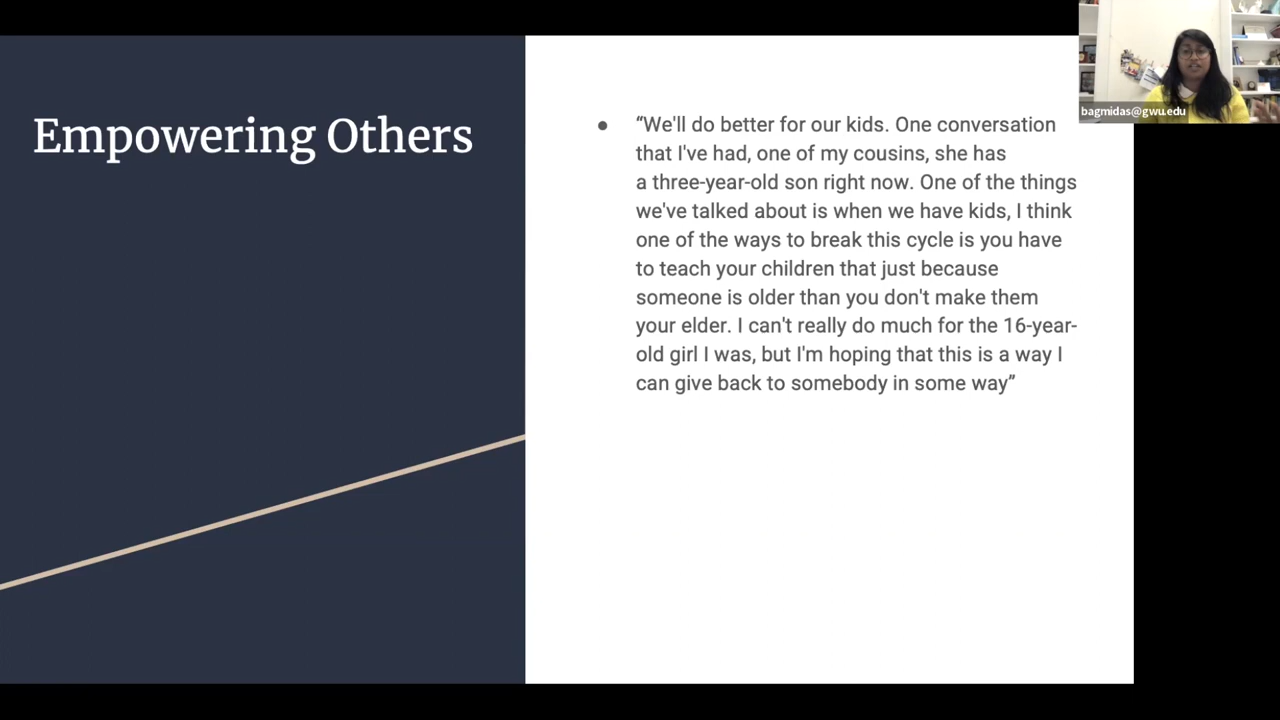 Empowering Others
● “We'll do better for our kids. One conversation
that I've had, one of my cousins, she has
a three-year-old son right now. One of the things
we've talked about is when we have kids, I think
one of the ways to break this cycle is you have
to teach your children that just because
someone is older than you don't make them
your elder. I can't really do much for the 16-year-
old girl I was, but I'm hoping that this is a way I
can give back to somebody in some way”
bagmidas@gwu.edu